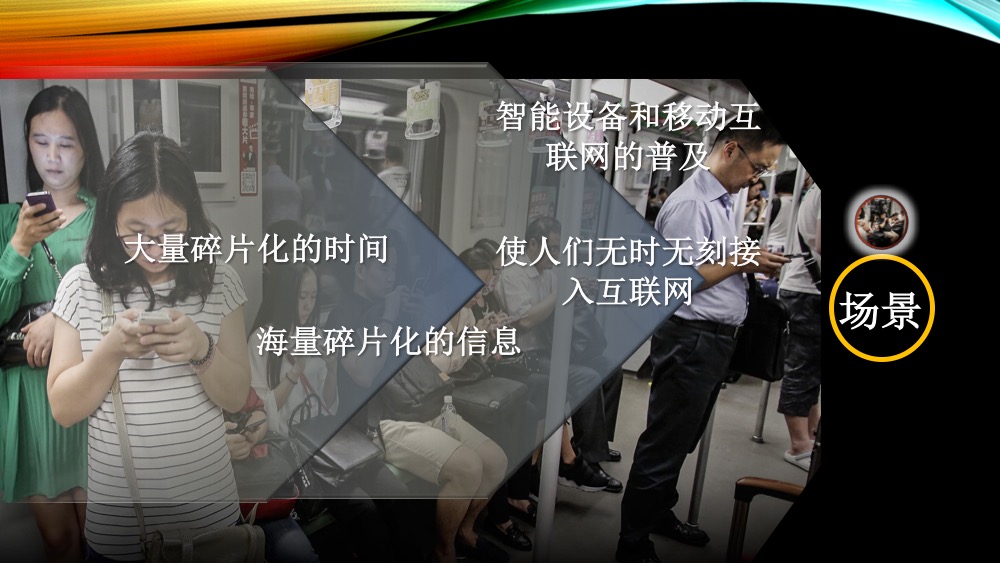 智能设备和移动互
联网的普及
大量碎片化的时间
使人们无时无刻接
入互联网
海量碎片化的信息
场景